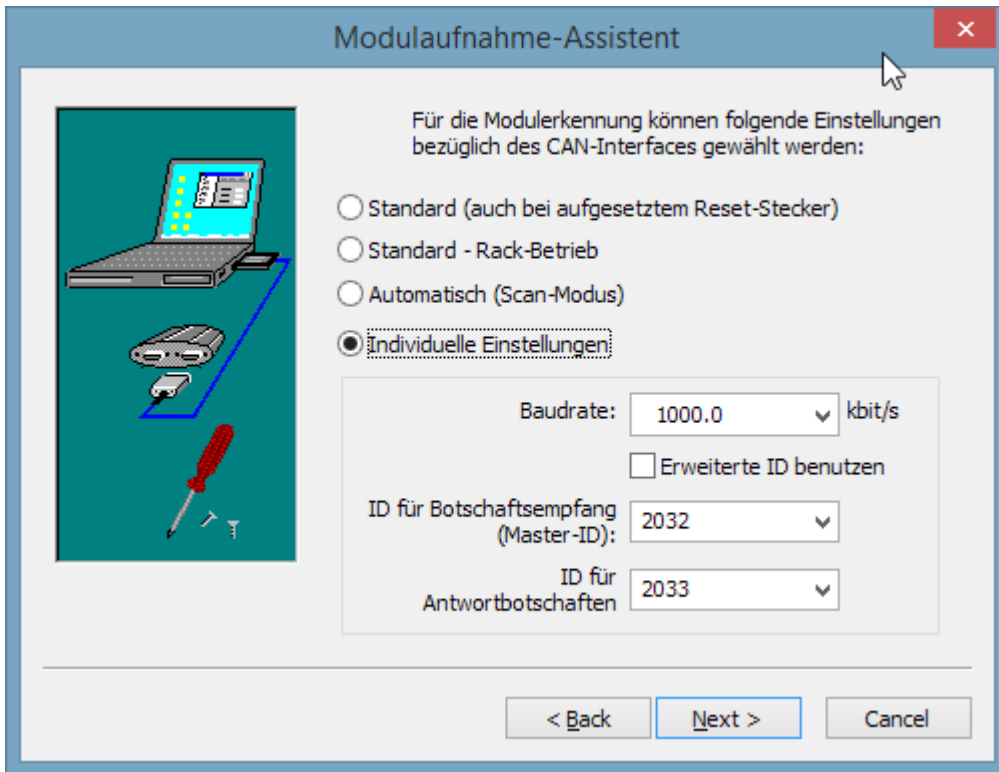 Modulaufnahme-Assistent
Für die Modulerkennung können folgende Einstellungen
bezüglich des CAN-Interfaces gewählt werden:
Standard (auch bei aufgesetztem Reset-Stecker)
Standard - Rack-Betrieb
Automatisch (Scan-Modus)
Individuelle Einstellungen
Baudrate: 1000.0 kbit/s
Erweiterte ID benutzen
ID für Botschaftsempfang
(Master-ID): 2032
ID für
Antwortbotschaften 2033
< Back Next > Cancel